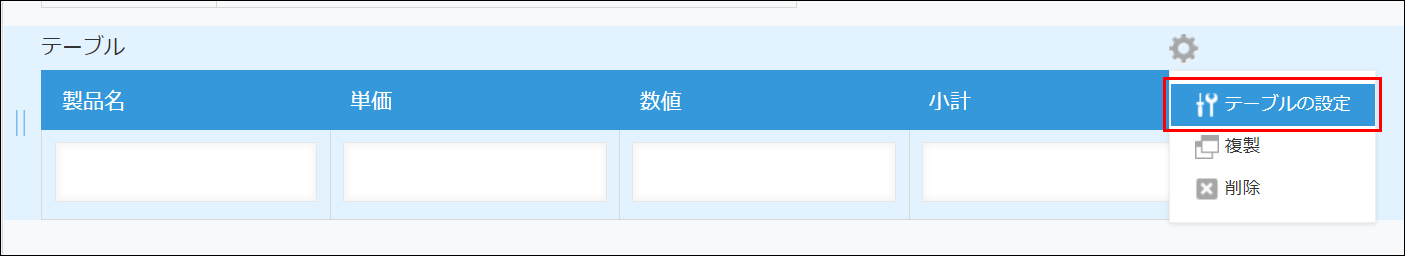 テーブル
製品名 単価 数値 小計
テーブルの設定
複製
削除